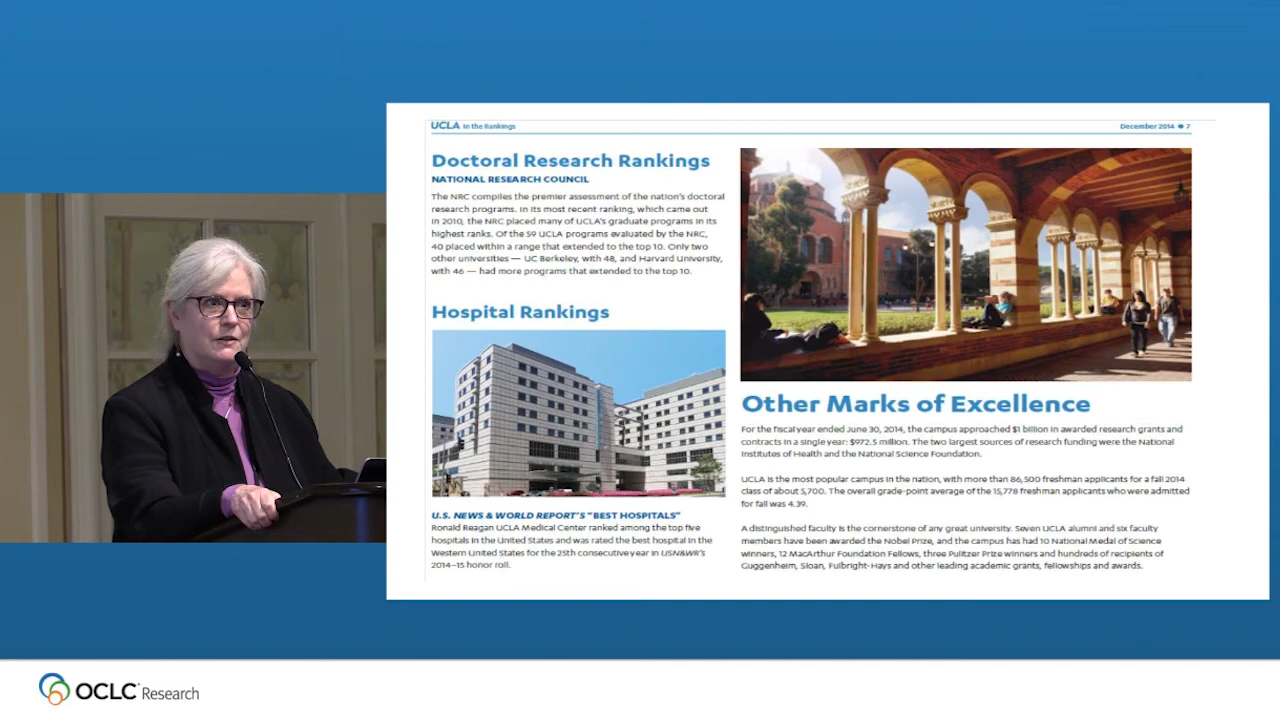 UCLA in the Rankings
December 2014 7
Doctoral Research Rankings
NATIONAL RESEARCH COUNCIL
The NRC compiles the premier assessment of the nation's doctoral
research programs. In its most recent ranking, which came out
in 2010, the NRC placed many of UCLA's graduate programs in its
highest ranks. Of the 59 UCLA programs evaluated by the NRC,
40 placed within a range that extended to the top 10. Only two
other universities — UC Berkeley, with 48, and Harvard University,
with 46 — had more programs that extended to the top 10.
Hospital Rankings
U.S. NEWS & WORLD REPORT'S "BEST HOSPITALS"
Ronald Reagan UCLA Medical Center ranked among the top five
hospitals in the United States and was rated the best hospital in the
Western United States for the 25th consecutive year in USN&WR's
2014–15 honor roll.
Other Marks of Excellence
For the fiscal year ended June 30, 2014, the campus approached $1 billion in awarded research grants and
contracts in a single year: $972.5 million. The two largest sources of research funding were the National
Institutes of Health and the National Science Foundation.
UCLA is the most popular campus in the nation, with more than 86,500 freshman applicants for a fall 2014
class of about 5,700. The overall grade-point average of the 15,778 freshman applicants who were admitted
for fall was 4.39.
A distinguished faculty is the cornerstone of any great university. Seven UCLA alumni and six faculty
members have been awarded the Nobel Prize, and the campus has had 10 National Medal of Science
winners, 12 MacArthur Foundation Fellows, three Pulitzer Prize winners and hundreds of recipients of
Guggenheim, Sloan, Fulbright-Hays and other leading academic grants, fellowships and awards.
OCLC Research